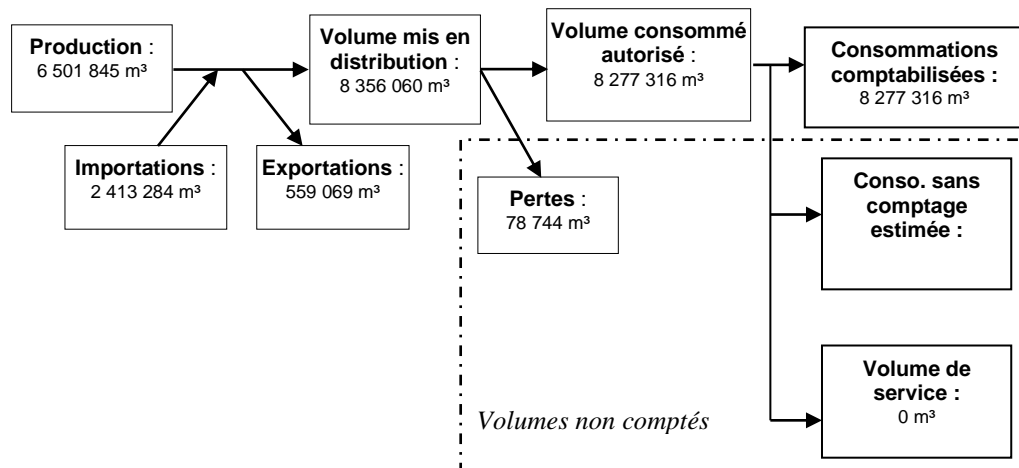 Production :
6 501 845 m³
Volume mis en
distribution :
8 356 060 m³
Volume consommé
autorisé :
8 277 316 m³
Consommations
comptabilisées :
8 277 316 m³
Importations :
2 413 284 m³
Exportations :
559 069 m³
Pertes :
78 744 m³
Conso. sans
comptage
estimée :
Volume de
service :
0 m³
Volumes non comptés